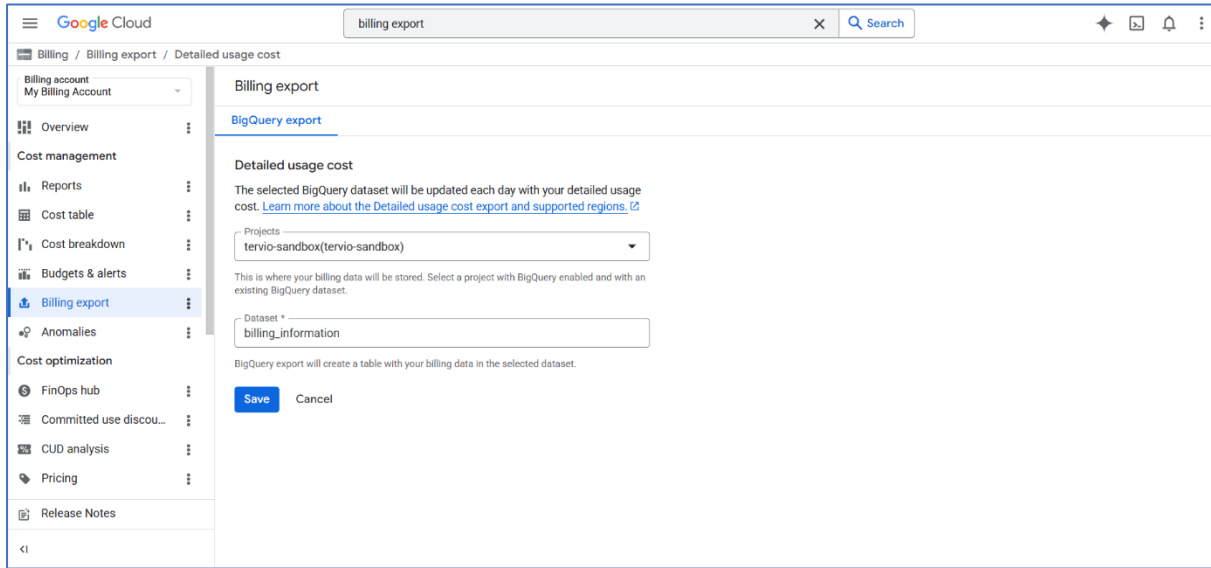 Google Cloud
billing export
Search
Billing / Billing export / Detailed usage cost
Billing account
My Billing Account
Overview
Cost management
Reports
Cost table
Cost breakdown
Budgets & alerts
Billing export
Anomalies
Cost optimization
FinOps hub
Committed use discou...
CUD analysis
Pricing
Release Notes
Billing export
BigQuery export
Detailed usage cost
The selected BigQuery dataset will be updated each day with your detailed usage
cost. Learn more about the Detailed usage cost export and supported regions.
Projects
tervio-sandbox(tervio-sandbox)
This is where your billing data will be stored. Select a project with BigQuery enabled and with an
existing BigQuery dataset.
Dataset *
billing_information
BigQuery export will create a table with your billing data in the selected dataset.
Save Cancel